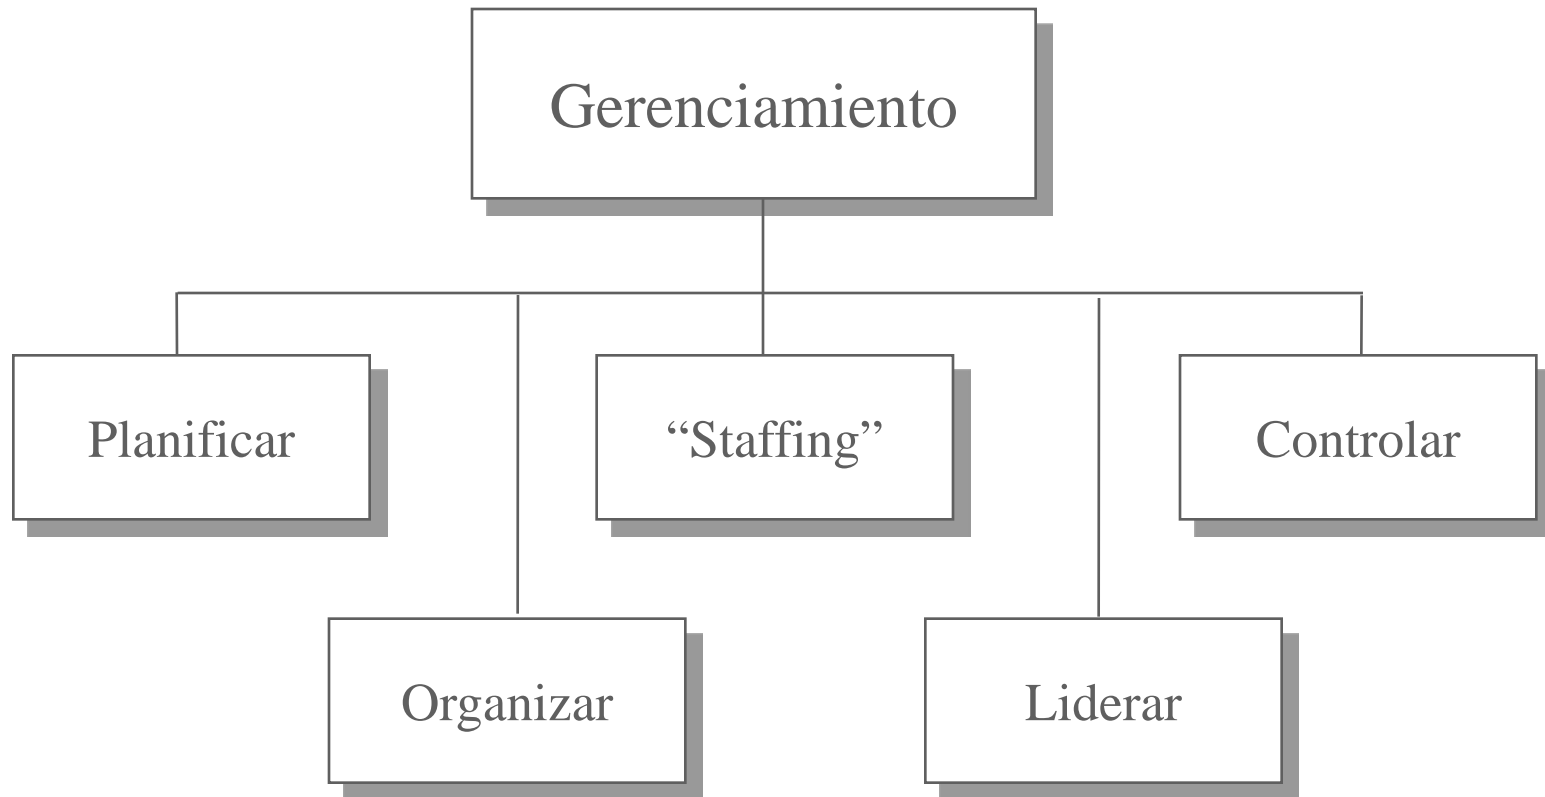 Gerenciamiento
Planificar
“Staffing”
Controlar
Organizar
Liderar